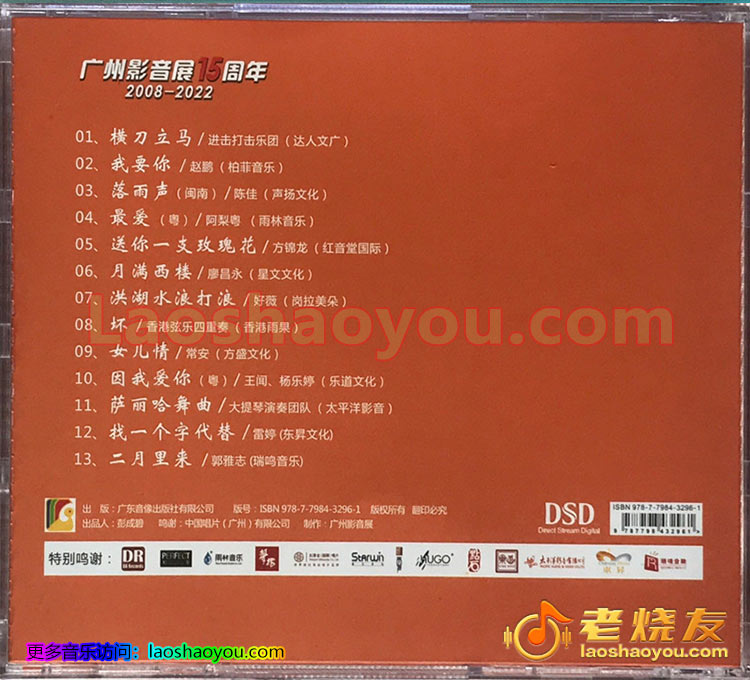 广州影音展15周年
2008-2022
01、横刀立马/进击打击乐团（达人文广）
02、我要你/赵鹏（柏菲音乐）
03、落雨声（闽南）/陈佳（声扬文化）
04、最爱（粤）/阿梨粤（雨林音乐）
05、送你一支玫瑰花/方锦龙（红音堂国际）
06、月满西楼/廖昌永（星文文化）
07、洪湖水浪打浪/好薇（岗拉美朵）
Laoshaoyou.com
08、坏/香港弦乐四重奏（香港雨果）
09、女儿情/常安（方盛文化）
10、因我爱你（粤）/王闻、杨乐婷（乐道文化）
11、萨丽哈舞曲/大提琴演奏团队（太平洋影音）
12、找一个字代替/雷婷(东昇文化)
13、二月里来/郭雅志(瑞鸣音乐)
出 版：广东音像出版社有限公司 版号：ISBN 978-7-7984-3296-1 版权所有 翻印必究
出品人：彭成碧 鸣谢：中国唱片（广州）有限公司 制作：广州影音展
DSD
Direct Stream Digital
ISBN 978-7-7984-3296-1
9 787798 432961
特别鸣谢：
DR
PERFECT
雨林音乐
STARWIN
HUGO
老烧友
laoshaoyou.com
更多音乐访问：laoshaoyou.com